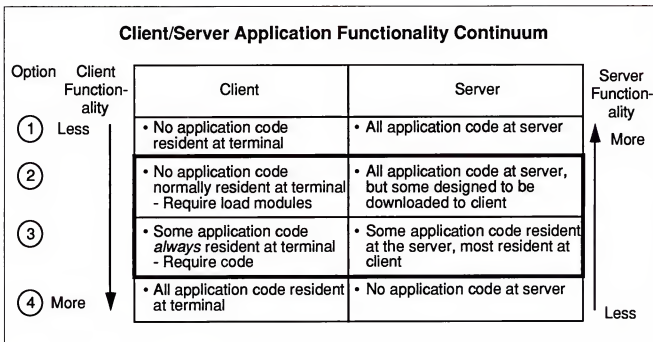 Client/Server Application Functionality Continuum
Option
Client
Function-
ality
Client
Server
Server
Function-
ality
1 Less
• No application code
resident at terminal
• All application code at server
More
2
• No application code
normally resident at terminal
- Require load modules
• All application code at server,
but some designed to be
downloaded to client
3
• Some application code
always resident at terminal
- Require code
• Some application code resident
at the server, most resident at
client
4 More
• All application code resident
at terminal
• No application code at server
Less